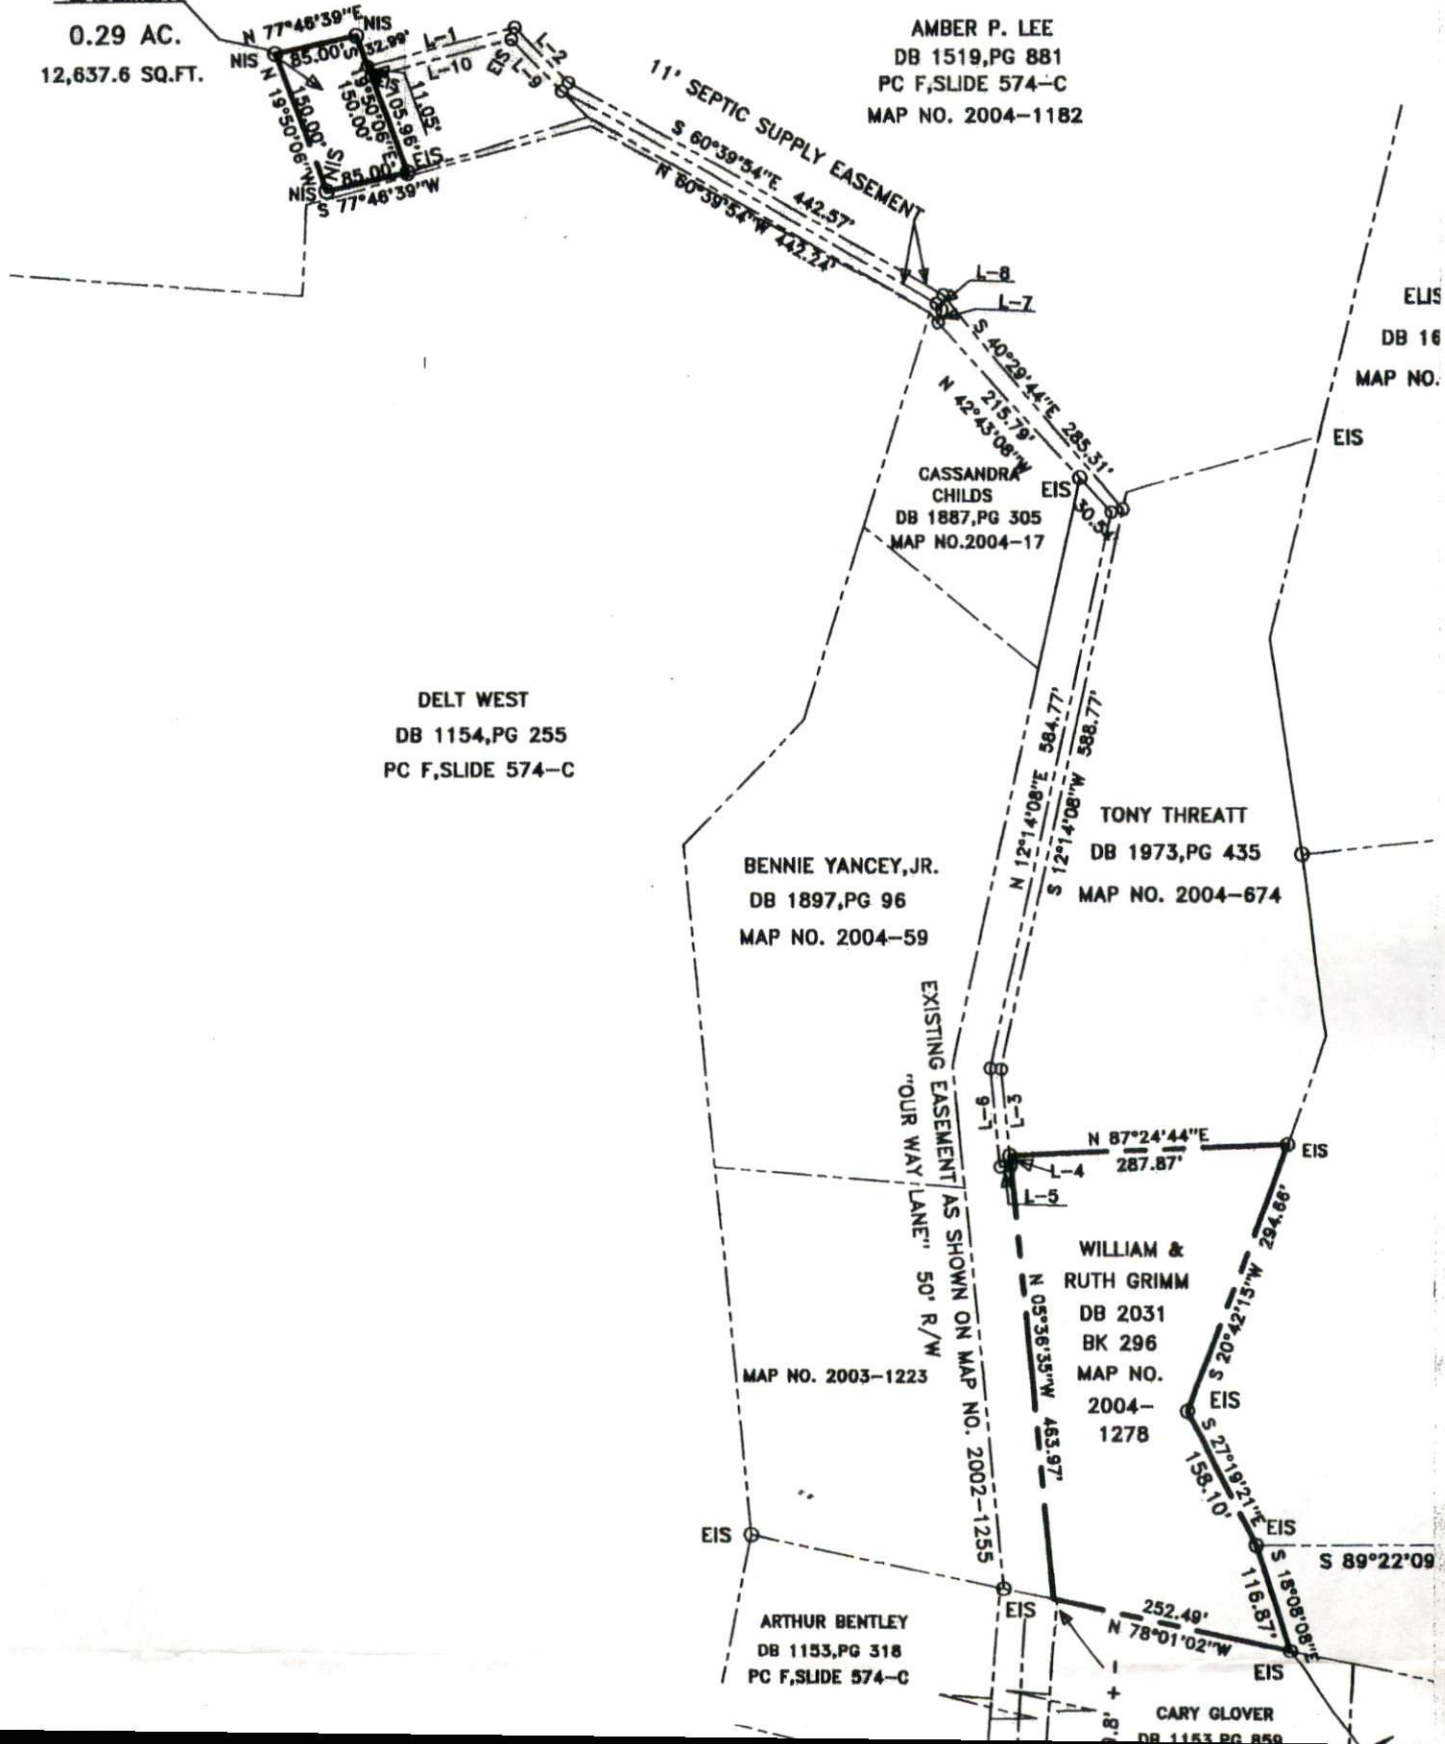 0.29 AC.
12,637.6 SQ.FT.
N 77°46'39"E
NIS
85.00'
NIS
S
32.99'
N 19°50'06"W
150.00'
19°50'06"E
150.00'
105.96'
EIS
11.05'
NIS
NIS
85.00'
EIS
S 77°46'39"W
L-1
L-10
EIS
L-2
L-9
11' SEPTIC SUPPLY EASEMENT
S 60°39'54"E 442.57'
N 60°39'54"W 442.24'
AMBER P. LEE
DB 1519,PG 881
PC F,SLIDE 574-C
MAP NO. 2004-1182
L-8
L-7
S 40°29'44"E 285.31'
215.79'
N 42°43'08"W
DB 16
MAP NO.
EIS
CASSANDRA
CHILDS
DB 1887,PG 305
MAP NO.2004-17
EIS
DELT WEST
DB 1154,PG 255
PC F,SLIDE 574-C
N 12°14'08"E 584.77'
S 12°14'08"W 588.77'
TONY THREATT
DB 1973,PG 435
MAP NO. 2004-674
BENNIE YANCEY,JR.
DB 1897,PG 96
MAP NO. 2004-59
EXISTING EASEMENT AS SHOWN ON MAP NO. 2002-1255
"OUR WAY LANE" 50' R/W
L-6
L-3
N 87°24'44"E
287.87'
EIS
L-4
L-5
WILLIAM &
RUTH GRIMM
DB 2031
BK 296
MAP NO.
2004-
1278
N 05°36'35"W 463.97'
S 20°42'15"W 294.66'
EIS
S 27°19'21"E
158.10'
MAP NO. 2003-1223
EIS
EIS
S 89°22'09
S 18°08'08"E
116.87'
EIS
252.49'
N 78°01'02"W
EIS
ARTHUR BENTLEY
DB 1153,PG 318
PC F,SLIDE 574-C
CARY GLOVER
DB 1153,PG 859